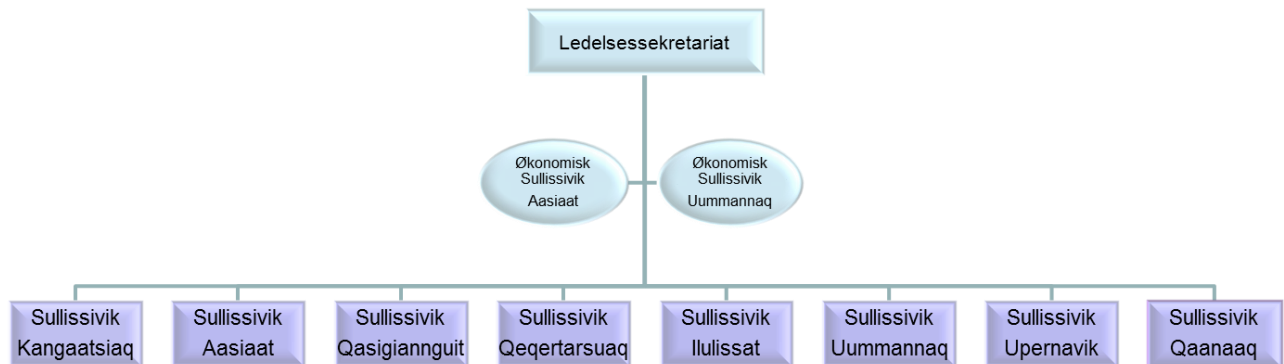 Ledelsessekretariat
Økonomisk
Sullissivik
Aasiaat
Økonomisk
Sullissivik
Uummannaq
Sullissivik
Kangaatsiaq
Sullissivik
Aasiaat
Sullissivik
Qasigiannguit
Sullissivik
Qeqertarsuaq
Sullissivik
Ilulissat
Sullissivik
Uummannaq
Sullissivik
Upernavik
Sullissivik
Qaanaaq